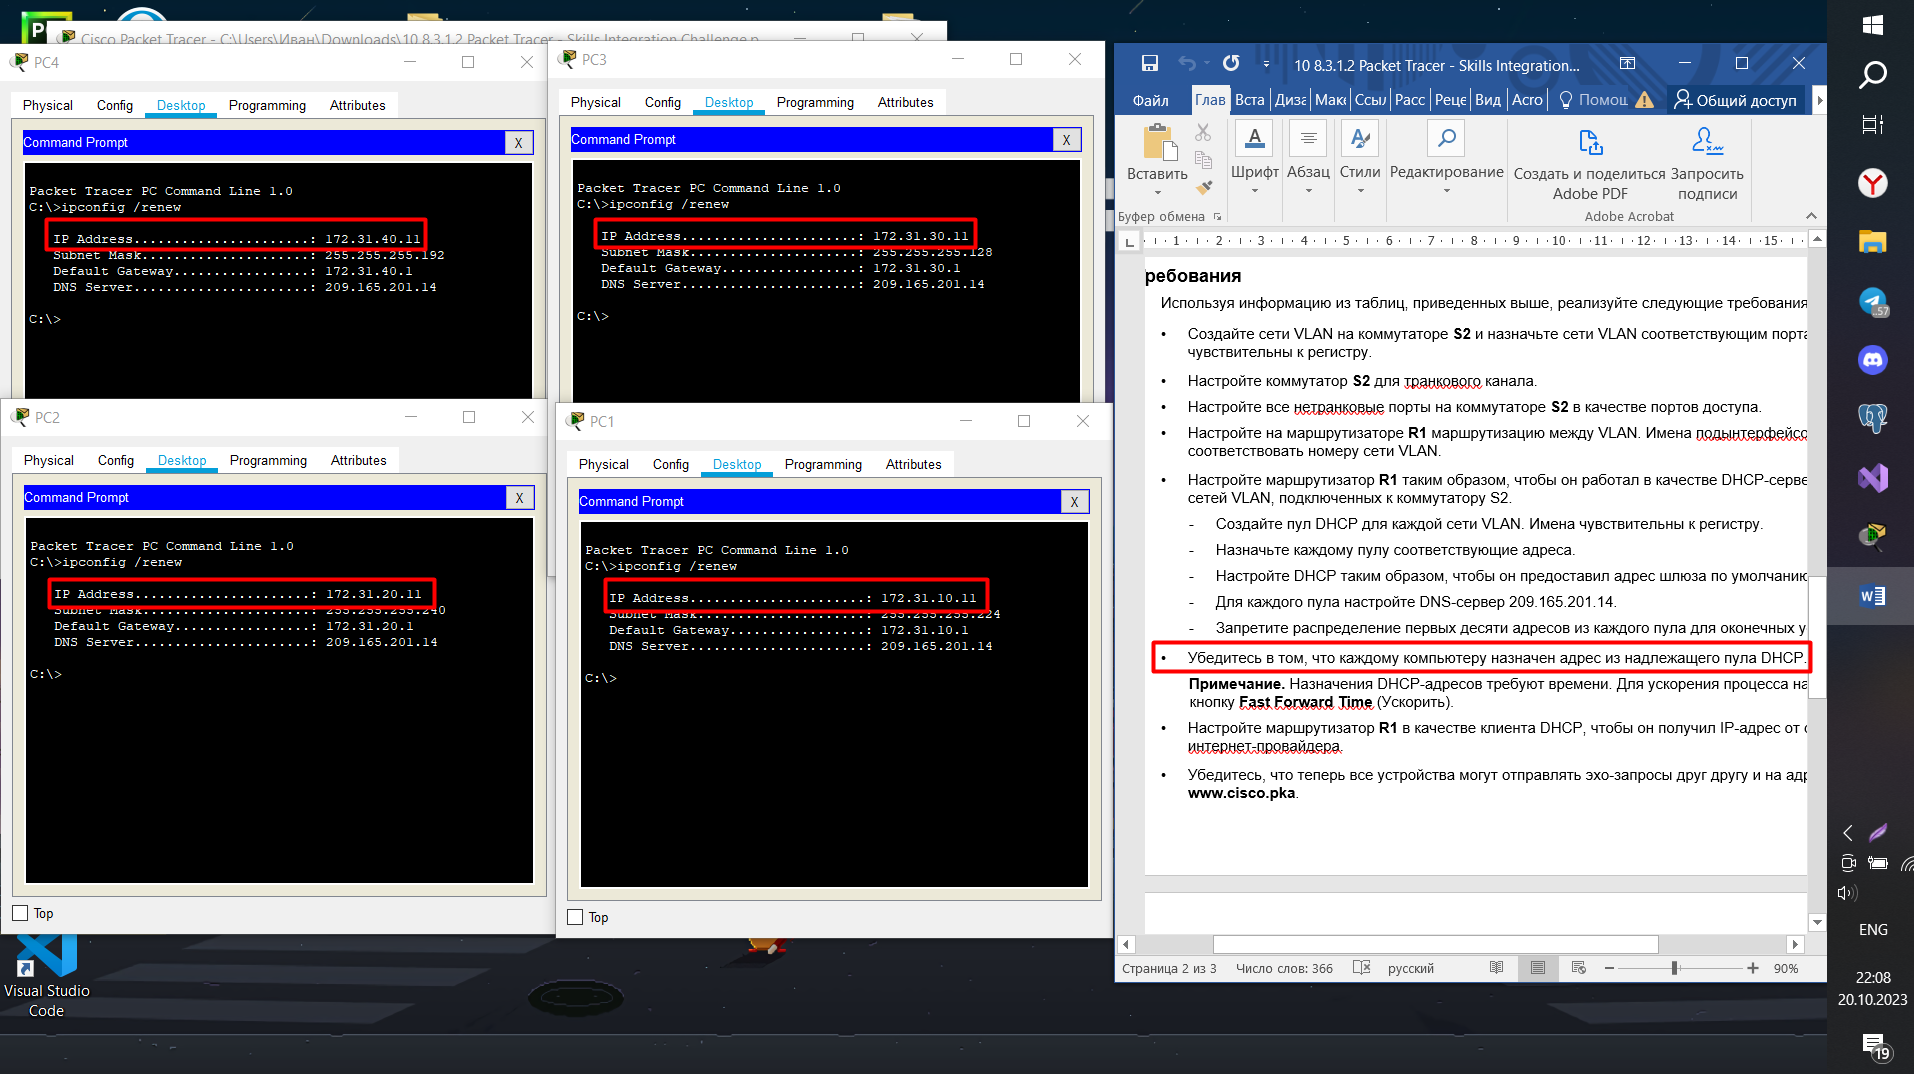 Cisco Packet Tracer - C:\Users\Иван\Downloads\10 8.3.1.2 Packet Tracer - Skills Integration Challenge.p
PC4
Physical Config Desktop Programming Attributes
Command Prompt X
Packet Tracer PC Command Line 1.0
C:\>ipconfig /renew
IP Address......................: 172.31.40.11
Subnet Mask.....................: 255.255.255.192
Default Gateway.................: 172.31.40.1
DNS Server......................: 209.165.201.14
C:\>
PC3
Physical Config Desktop Programming Attributes
Command Prompt X
Packet Tracer PC Command Line 1.0
C:\>ipconfig /renew
IP Address......................: 172.31.30.11
Subnet Mask.....................: 255.255.255.128
Default Gateway.................: 172.31.30.1
DNS Server......................: 209.165.201.14
C:\>
PC2
Physical Config Desktop Programming Attributes
Command Prompt X
Packet Tracer PC Command Line 1.0
C:\>ipconfig /renew
IP Address......................: 172.31.20.11
Subnet Mask.....................: 255.255.255.240
Default Gateway.................: 172.31.20.1
DNS Server......................: 209.165.201.14
C:\>
Top
PC1
Physical Config Desktop Programming Attributes
Command Prompt X
Packet Tracer PC Command Line 1.0
C:\>ipconfig /renew
IP Address......................: 172.31.10.11
Subnet Mask.....................: 255.255.255.224
Default Gateway.................: 172.31.10.1
DNS Server......................: 209.165.201.14
C:\>
Top
10 8.3.1.2 Packet Tracer - Skills Integration...
Файл Глав Вста Диза Мак Ссыл Расс Реце Вид Acro Помощ Общий доступ
Вставить Шрифт Абзац Стили Редактирование Создать и поделиться Adobe PDF Запросить подписи
Буфер обмена Adobe Acrobat
1 2 3 4 5 6 7 8 9 10 11 12 13 14 15
ребования
Используя информацию из таблиц, приведенных выше, реализуйте следующие требования
• Создайте сети VLAN на коммутаторе S2 и назначьте сети VLAN соответствующим порта
чувствительны к регистру.
• Настройте коммутатор S2 для транкового канала.
• Настройте все нетранковые порты на коммутаторе S2 в качестве портов доступа.
• Настройте на маршрутизаторе R1 маршрутизацию между VLAN. Имена подынтерфейсо
соответствовать номеру сети VLAN.
• Настройте маршрутизатор R1 таким образом, чтобы он работал в качестве DHCP-серве
сетей VLAN, подключенных к коммутатору S2.
- Создайте пул DHCP для каждой сети VLAN. Имена чувствительны к регистру.
- Назначьте каждому пулу соответствующие адреса.
- Настройте DHCP таким образом, чтобы он предоставил адрес шлюза по умолчанию
- Для каждого пула настройте DNS-сервер 209.165.201.14.
- Запретите распределение первых десяти адресов из каждого пула для оконечных у
• Убедитесь в том, что каждому компьютеру назначен адрес из надлежащего пула DHCP.
Примечание. Назначения DHCP-адресов требуют времени. Для ускорения процесса на
кнопку Fast Forward Time (Ускорить).
• Настройте маршрутизатор R1 в качестве клиента DHCP, чтобы он получил IP-адрес от
интернет-провайдера.
• Убедитесь, что теперь все устройства могут отправлять эхо-запросы друг другу и на адр
www.cisco.pka.
Страница 2 из 3 Число слов: 366 русский 90%
Visual Studio
Code
57
ENG
22:08
20.10.2023
19